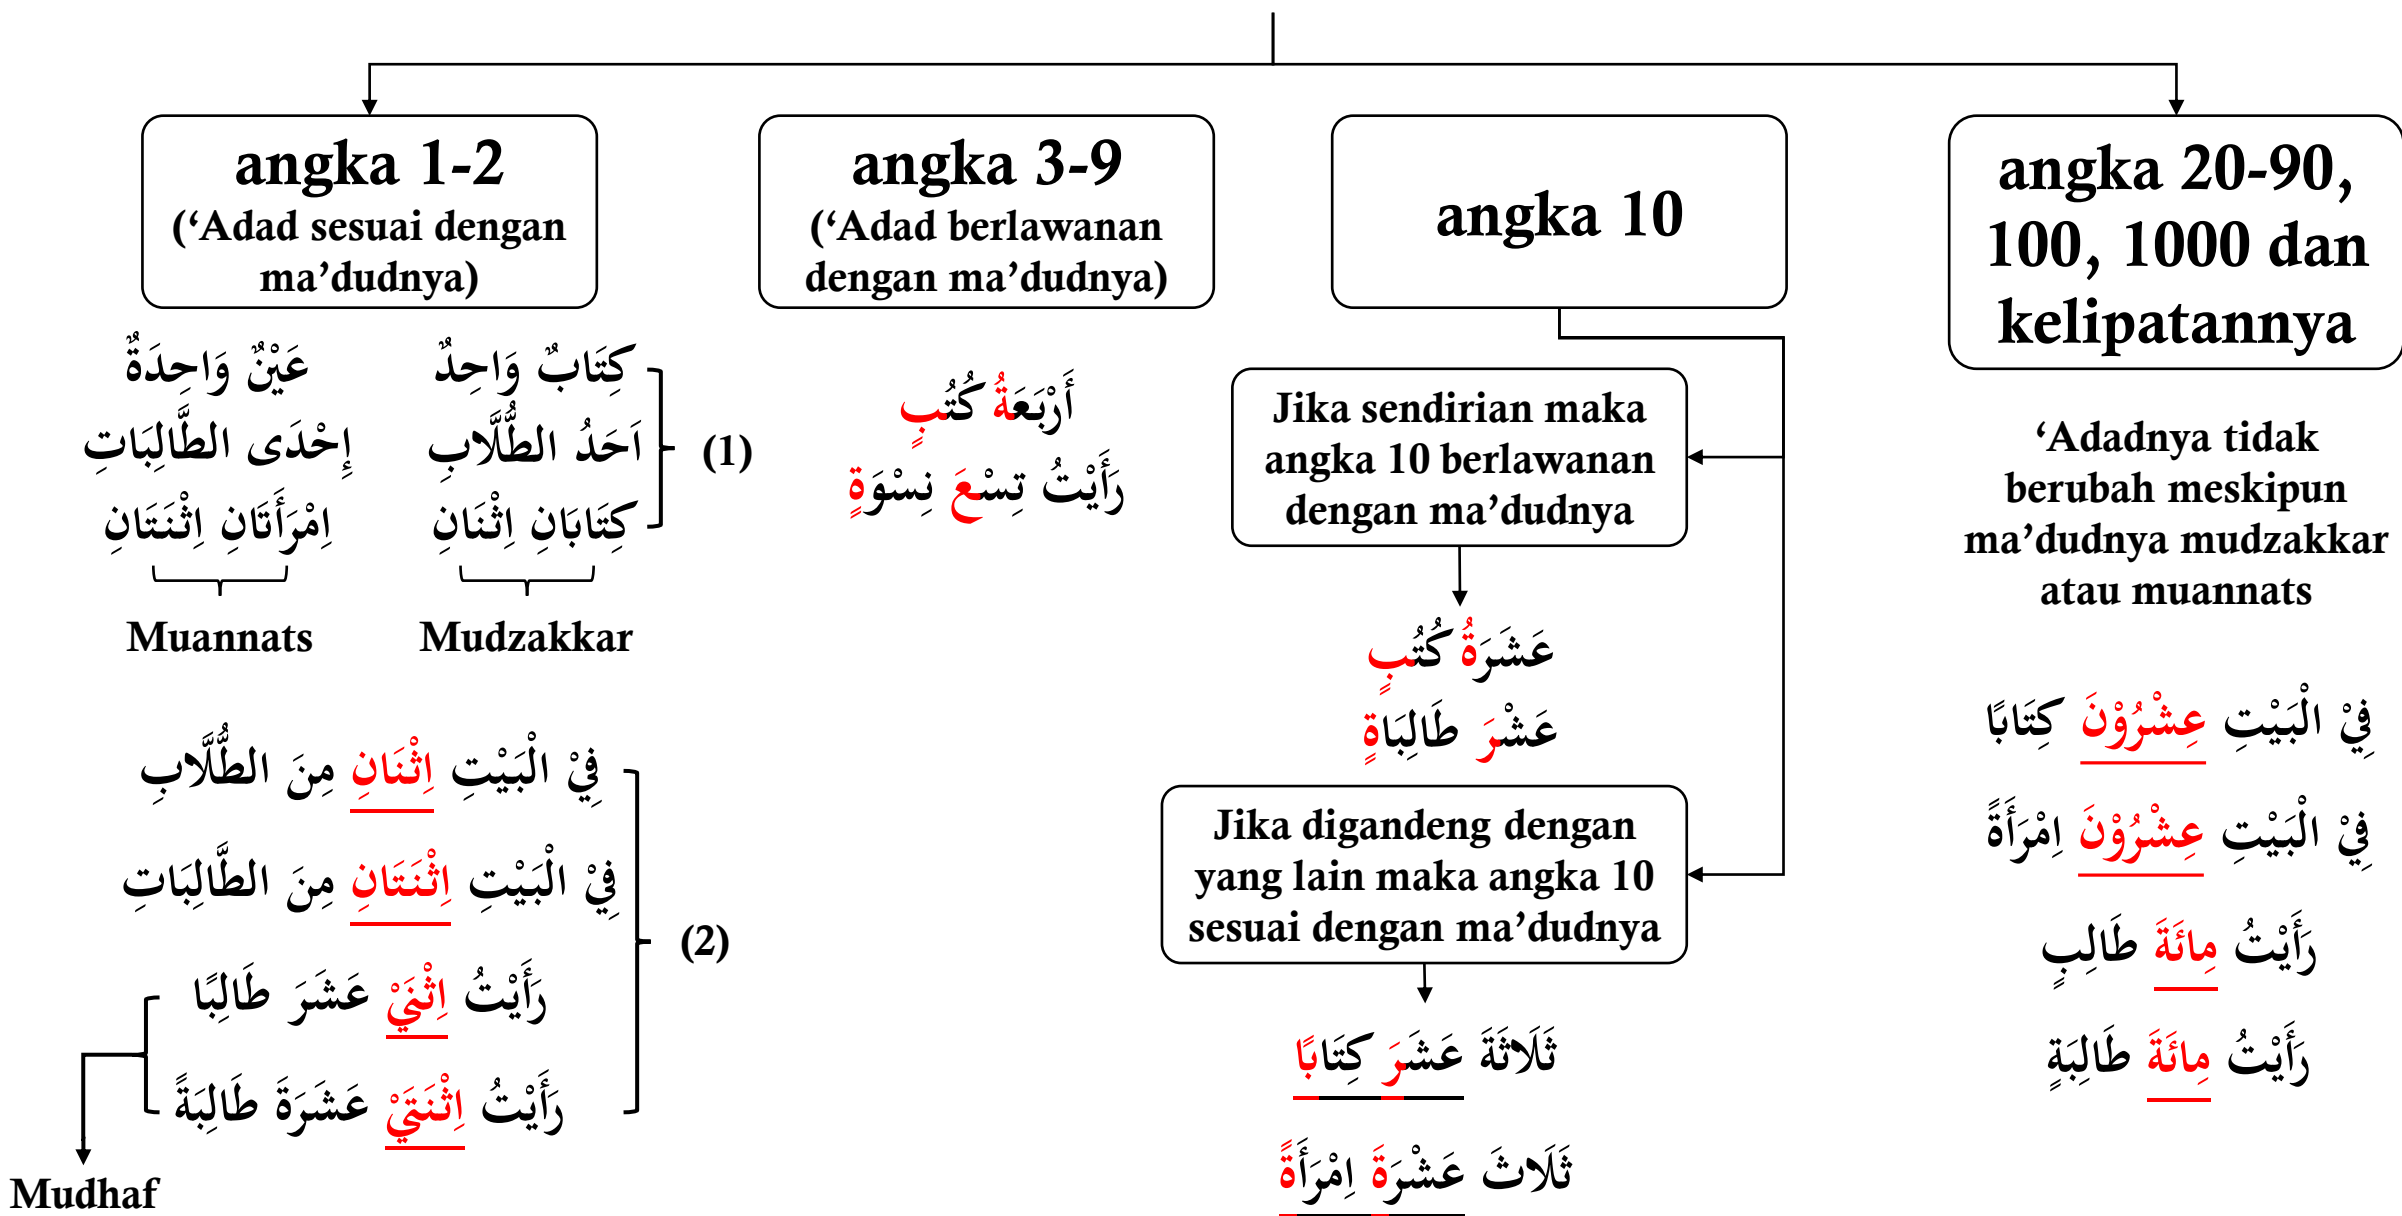 angka 1-2
(‘Adad sesuai dengan
ma’dudnya)
كِتَابٌ وَاحِدٌ
عَيْنٌ وَاحِدَةٌ
اَحَدُ الطُّلَّابِ
إِحْدَى الطَّالِبَاتِ
كِتَابَانِ اِثْنَانِ
اِمْرَأَتَانِ اِثْنَتَانِ
(1)
Muannats
Mudzakkar
فِيْ الْبَيْتِ اِثْنَانِ مِنَ الطُّلَّابِ
فِيْ الْبَيْتِ اِثْنَتَانِ مِنَ الطَّالِبَاتِ
رَأَيْتُ اِثْنَيْ عَشَرَ طَالِبًا
رَأَيْتُ اِثْنَتَيْ عَشَرَةَ طَالِبَةً
(2)
Mudhaf
angka 3-9
(‘Adad berlawanan
dengan ma’dudnya)
أَرْبَعَةُ كُتُبٍ
رَأَيْتُ تِسْعَ نِسْوَةٍ
angka 10
Jika sendirian maka
angka 10 berlawanan
dengan ma’dudnya
عَشَرَةُ كُتُبٍ
عَشْرَ طَالِبَاةٍ
Jika digandeng dengan
yang lain maka angka 10
sesuai dengan ma’dudnya
ثَلَاثَةَ عَشَرَ كِتَابًا
ثَلَاثَ عَشْرَةَ اِمْرَأَةً
angka 20-90,
100, 1000 dan
kelipatannya
‘Adadnya tidak
berubah meskipun
ma’dudnya mudzakkar
atau muannats
فِيْ الْبَيْتِ عِشْرُوْنَ كِتَابًا
فِيْ الْبَيْتِ عِشْرُوْنَ اِمْرَأَةً
رَأَيْتُ مِائَةَ طَالِبٍ
رَأَيْتُ مِائَةَ طَالِبَةٍ